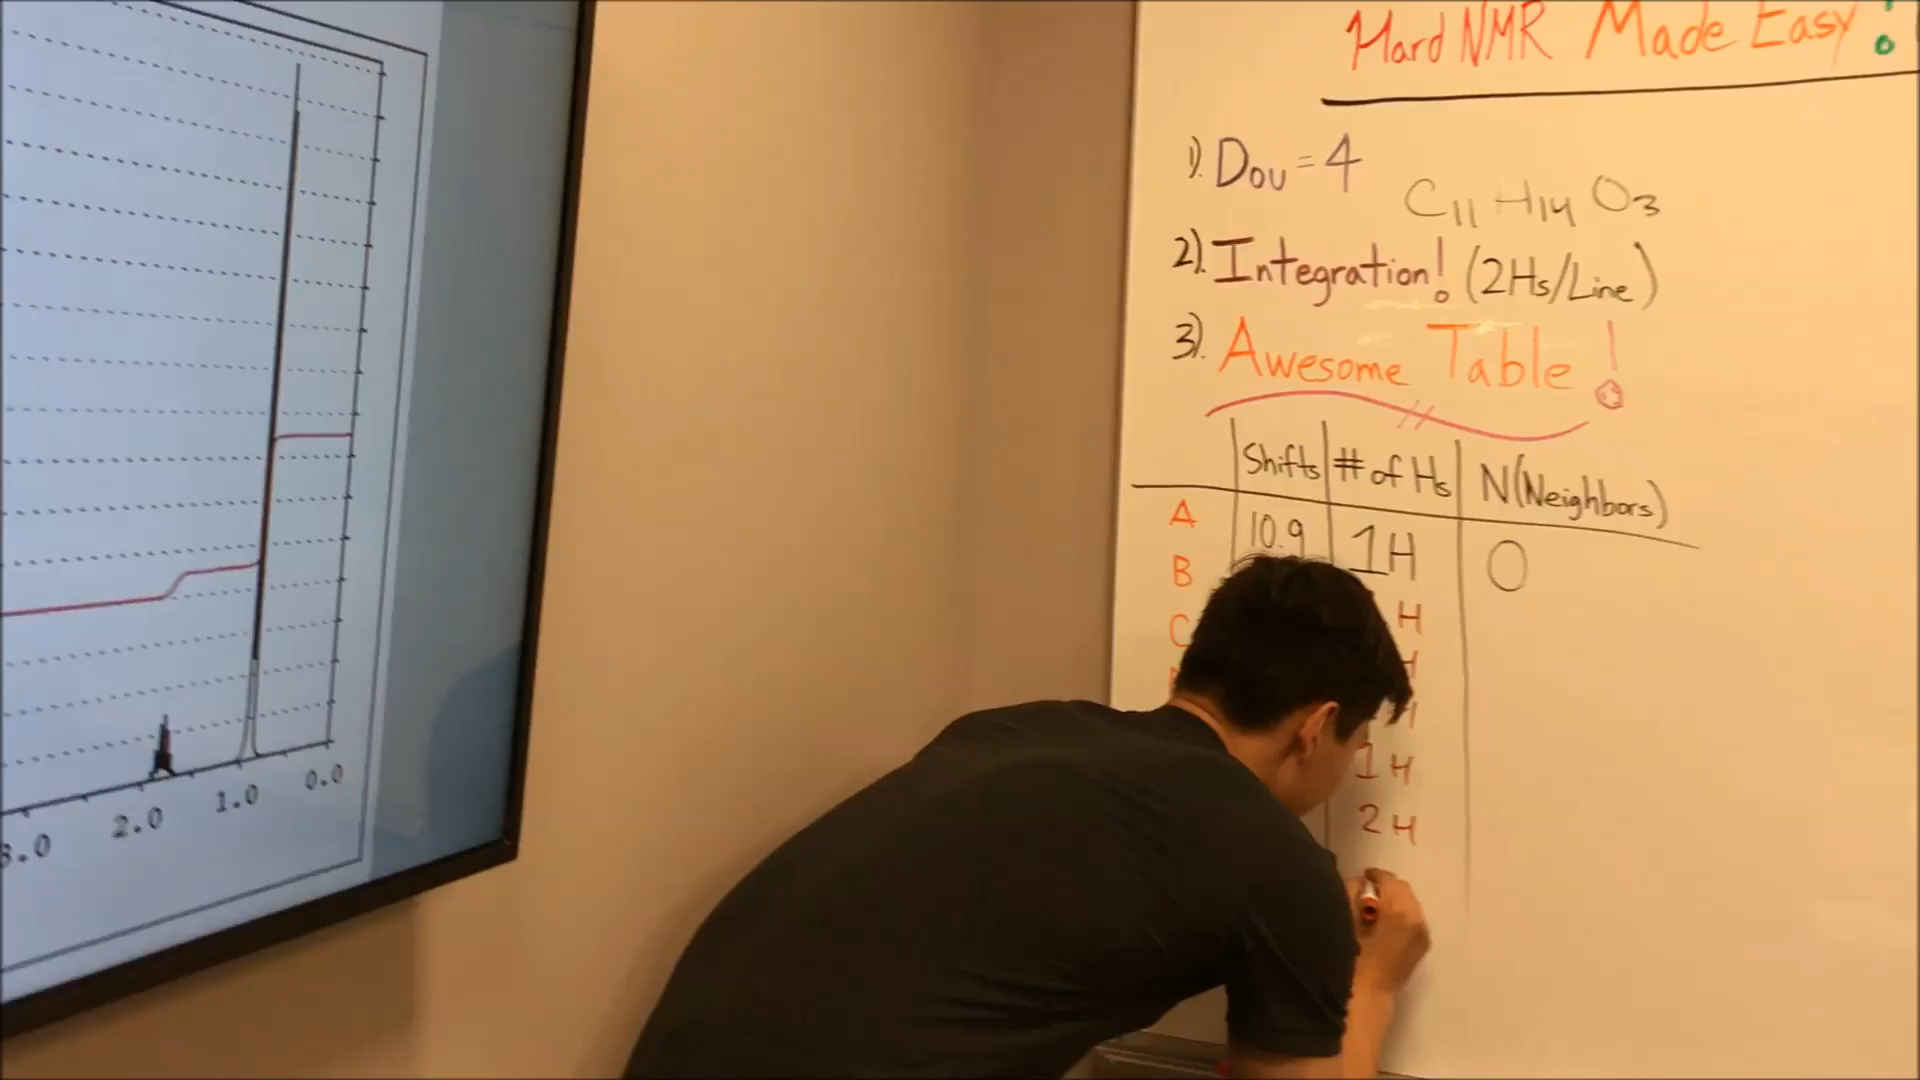 Hard NMR Made Easy!
1). Dou = 4
C11 H14 O3
2). Integration! (2Hs/Line)
3). Awesome Table!
Shifts # of Hs N(Neighbors)
A 10.9 1H 0
B H
C H
H
1H
2H
3.0 2.0 1.0 0.0